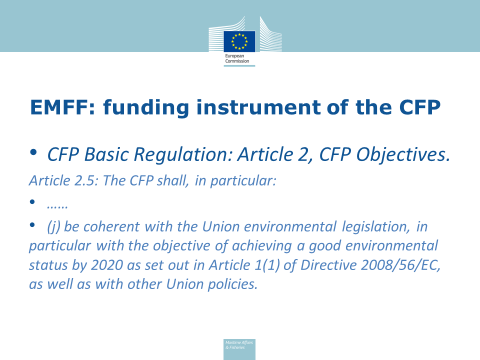 European
Commission
EMFF: funding instrument of the CFP
• CFP Basic Regulation: Article 2, CFP Objectives.
Article 2.5: The CFP shall, in particular:
• ……
• (j) be coherent with the Union environmental legislation, in
particular with the objective of achieving a good environmental
status by 2020 as set out in Article 1(1) of Directive 2008/56/EC,
as well as with other Union policies.
Maritime Affairs
& Fisheries